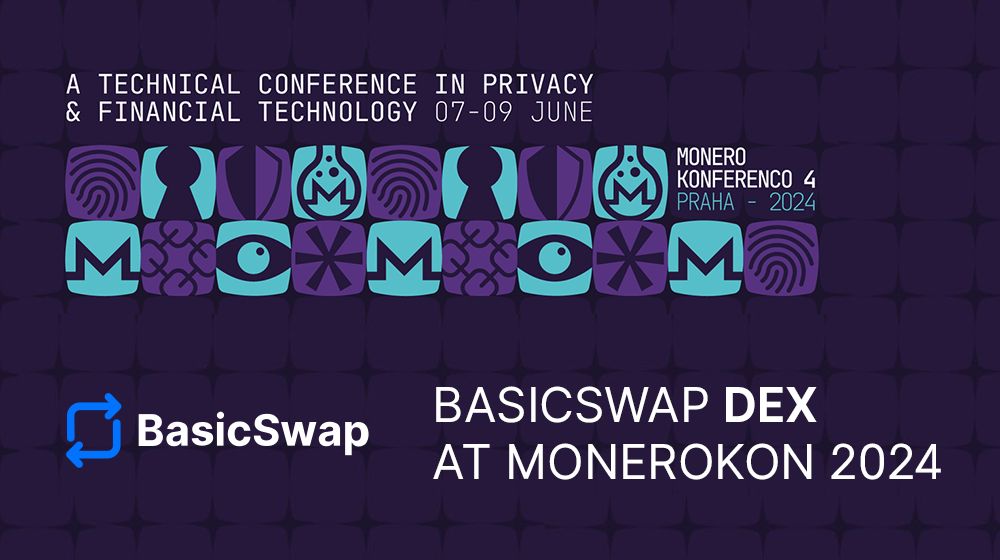 A TECHNICAL CONFERENCE IN PRIVACY
& FINANCIAL TECHNOLOGY 07-09 JUNE
MONERO
KONFERENCO 4
PRAHA - 2024
BasicSwap
BASICSWAP DEX
AT MONEROKON 2024